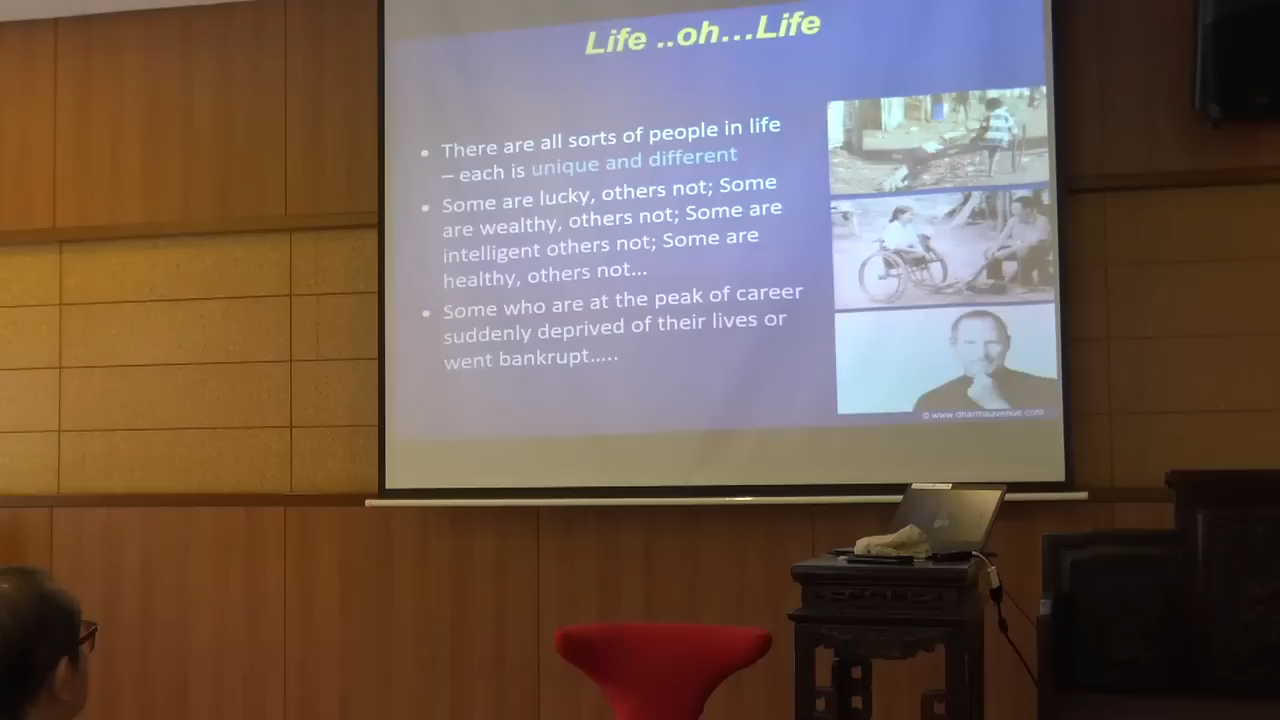 Life ..oh...Life
• There are all sorts of people in life
– each is unique and different
• Some are lucky, others not; Some
are wealthy, others not; Some are
intelligent others not; Some are
healthy, others not...
• Some who are at the peak of career
suddenly deprived of their lives or
went bankrupt.....
© www.dharmaavenue.com